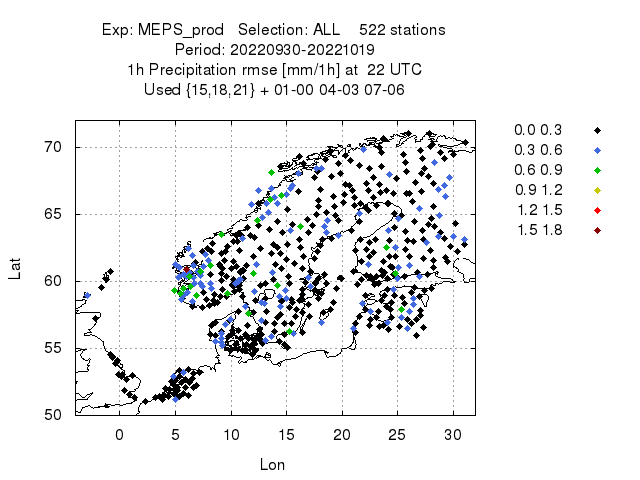 Exp: MEPS_prod Selection: ALL 522 stations
Period: 20220930-20221019
1h Precipitation rmse [mm/1h] at 22 UTC
Used {15,18,21} + 01-00 04-03 07-06
70
65
60
55
50
Lat
0 5 10 15 20 25 30
Lon
0.0 0.3
0.3 0.6
0.6 0.9
0.9 1.2
1.2 1.5
1.5 1.8